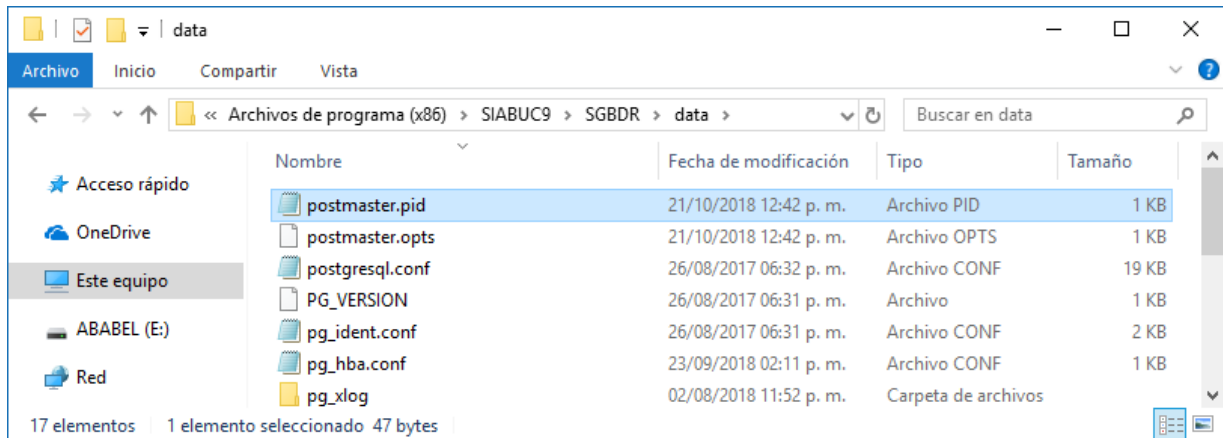 data
Archivo Inicio Compartir Vista
« Archivos de programa (x86) > SIABUC9 > SGBDR > data > Buscar en data
Nombre Fecha de modificación Tipo Tamaño
Acceso rápido
OneDrive
Este equipo
ABABEL (E:)
Red
postmaster.pid 21/10/2018 12:42 p. m. Archivo PID 1 KB
postmaster.opts 21/10/2018 12:42 p. m. Archivo OPTS 1 KB
postgresql.conf 26/08/2017 06:32 p. m. Archivo CONF 19 KB
PG_VERSION 26/08/2017 06:31 p. m. Archivo 1 KB
pg_ident.conf 26/08/2017 06:31 p. m. Archivo CONF 2 KB
pg_hba.conf 23/09/2018 02:11 p. m. Archivo CONF 1 KB
pg_xlog 02/08/2018 11:52 p. m. Carpeta de archivos
17 elementos 1 elemento seleccionado 47 bytes